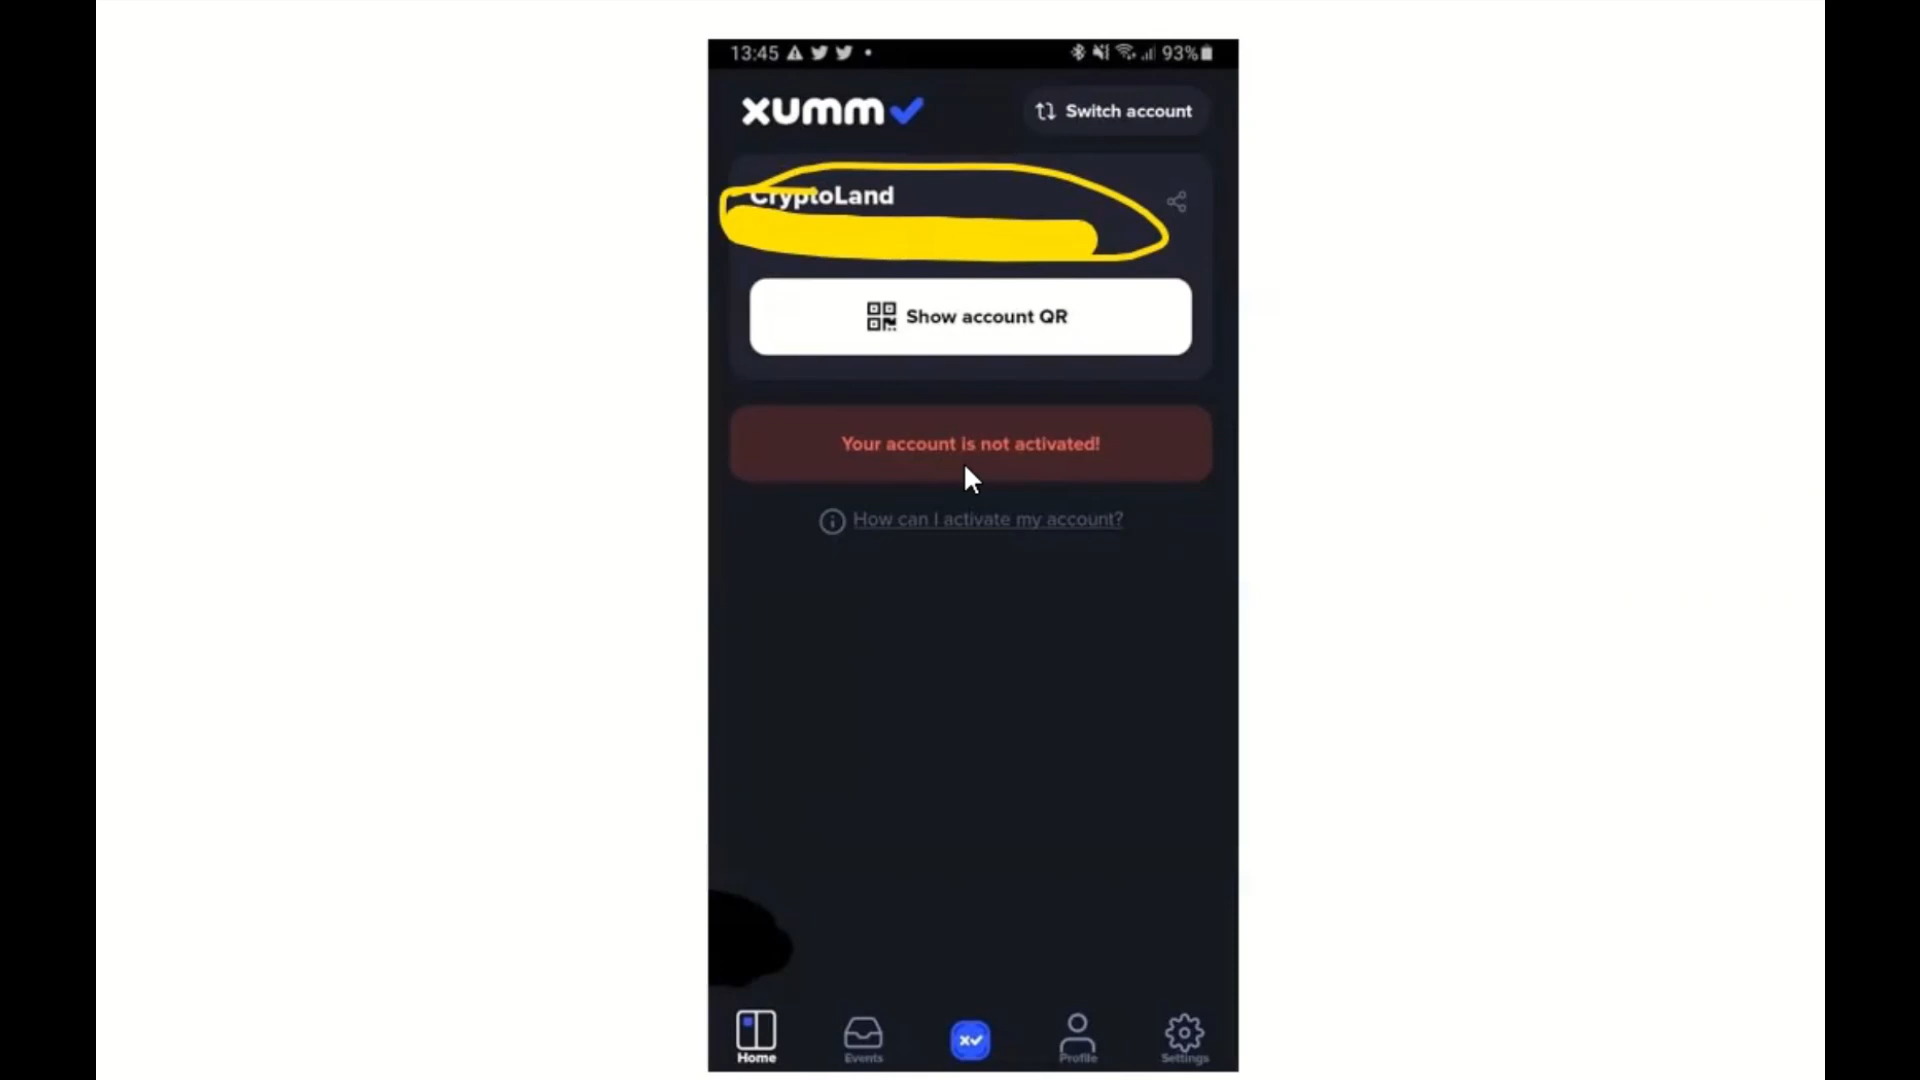 13:45 93%
xumm Switch account
CryptoLand
Show account QR
Your account is not activated!
How can I activate my account?
Home Events Profile Settings